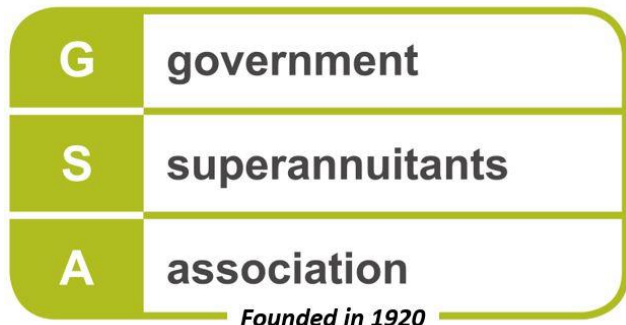 G government
S superannuitants
A association
Founded in 1920